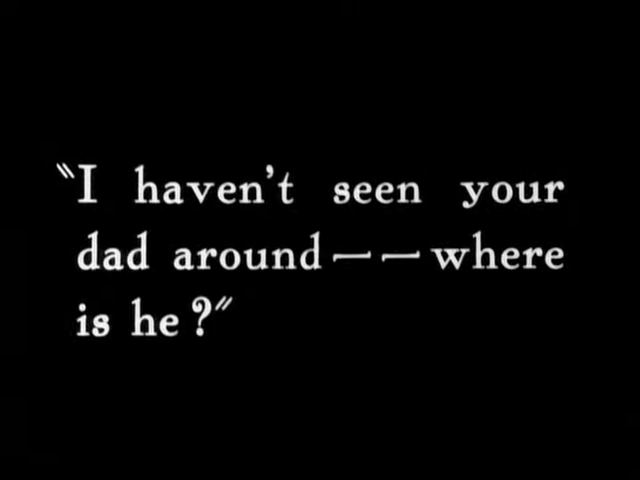 "I haven't seen your
dad around — — where
is he?"